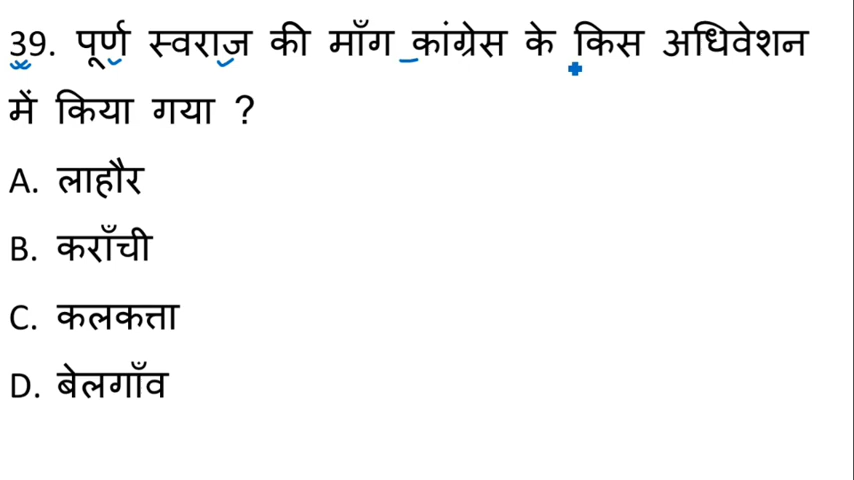 39. पूर्ण स्वराज की माँग कांग्रेस के किस अधिवेशन
में किया गया ?
A. लाहौर
B. कराँची
C. कलकत्ता
D. बेलगाँव